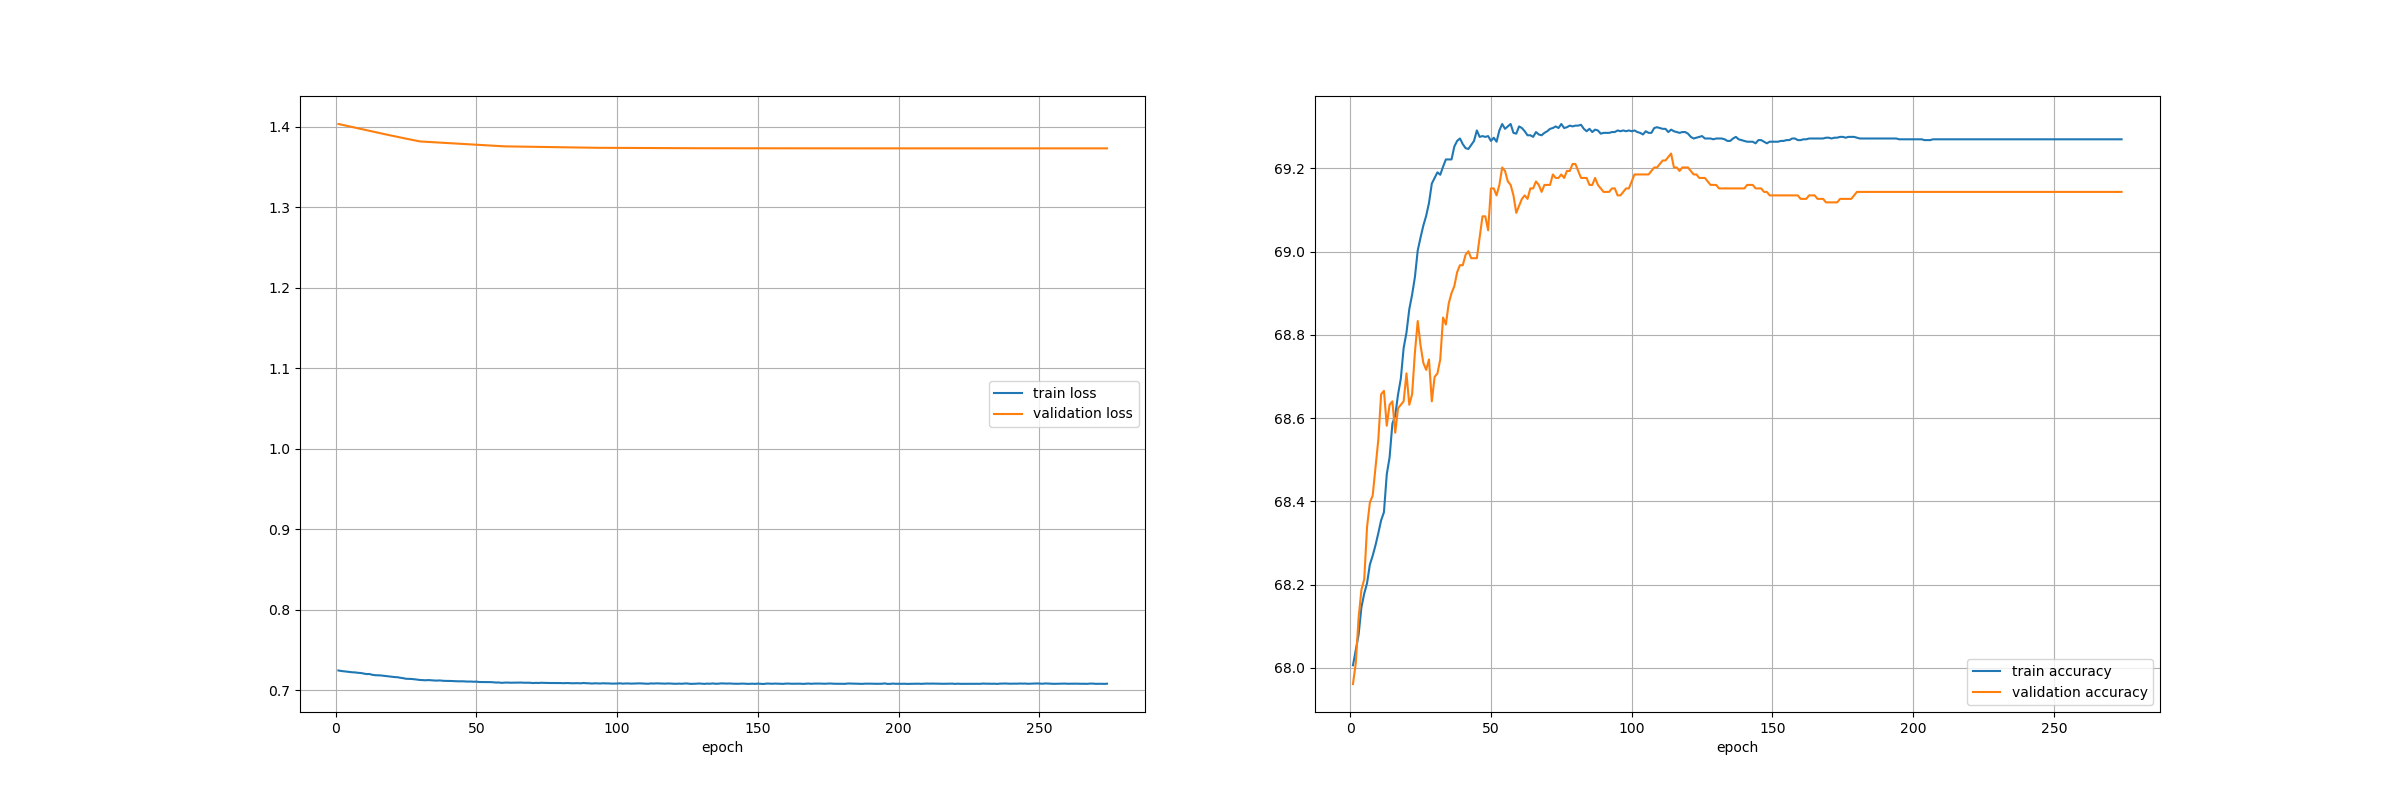 1.4
1.3
1.2
1.1
1.0
0.9
0.8
0.7
train loss
validation loss
0 50 100 150 200 250
epoch
69.2
69.0
68.8
68.6
68.4
68.2
68.0
train accuracy
validation accuracy
0 50 100 150 200 250
epoch